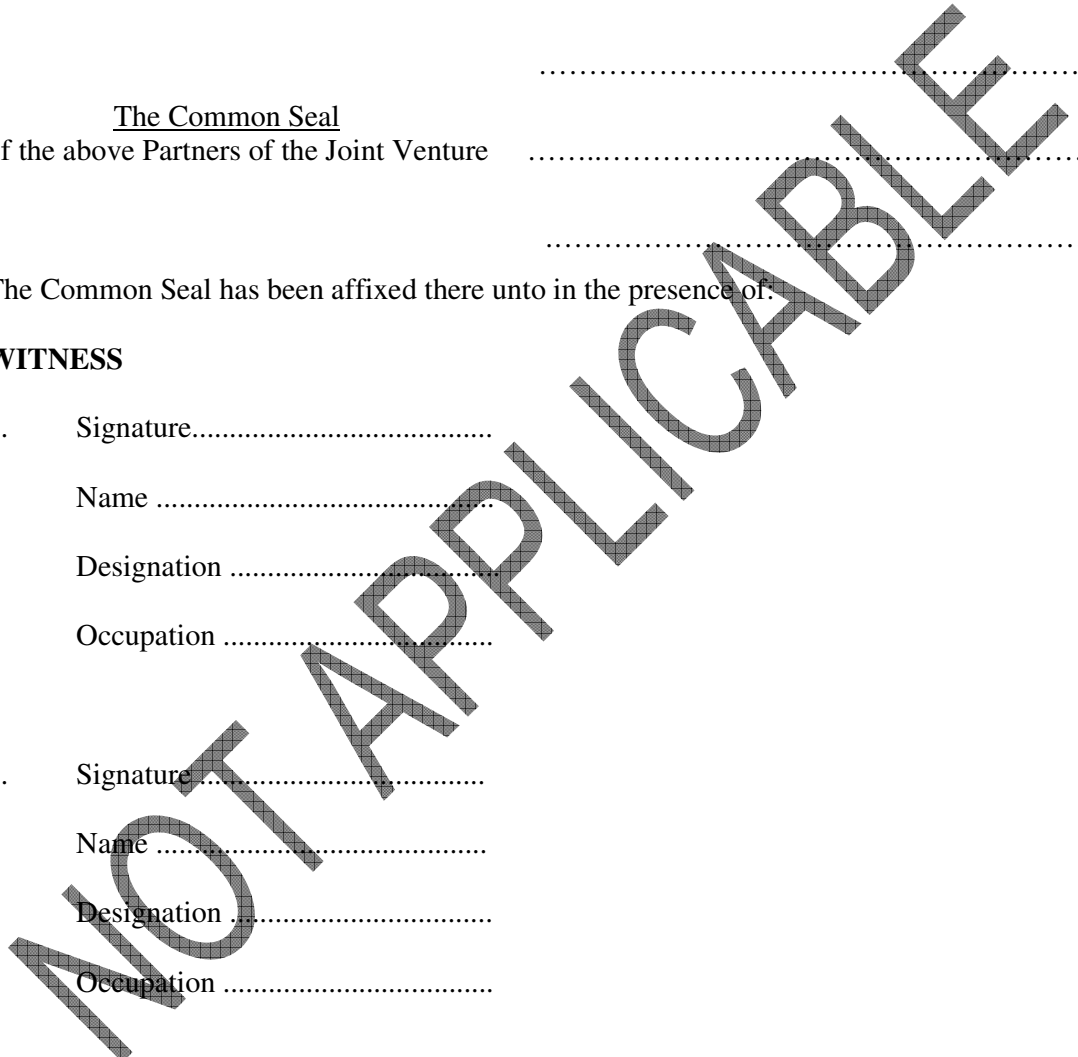 ……………………………………………………
The Common Seal
f the above Partners of the Joint Venture ……..……………………………………………
..…………………………………………………
The Common Seal has been affixed there unto in the presence of:
WITNESS
. Signature........................................
Name ............................................
Designation ....................................
Occupation ....................................
. Signature.......................................
Name ............................................
Designation ...................................
Occupation ....................................
NOT APPLICABLE